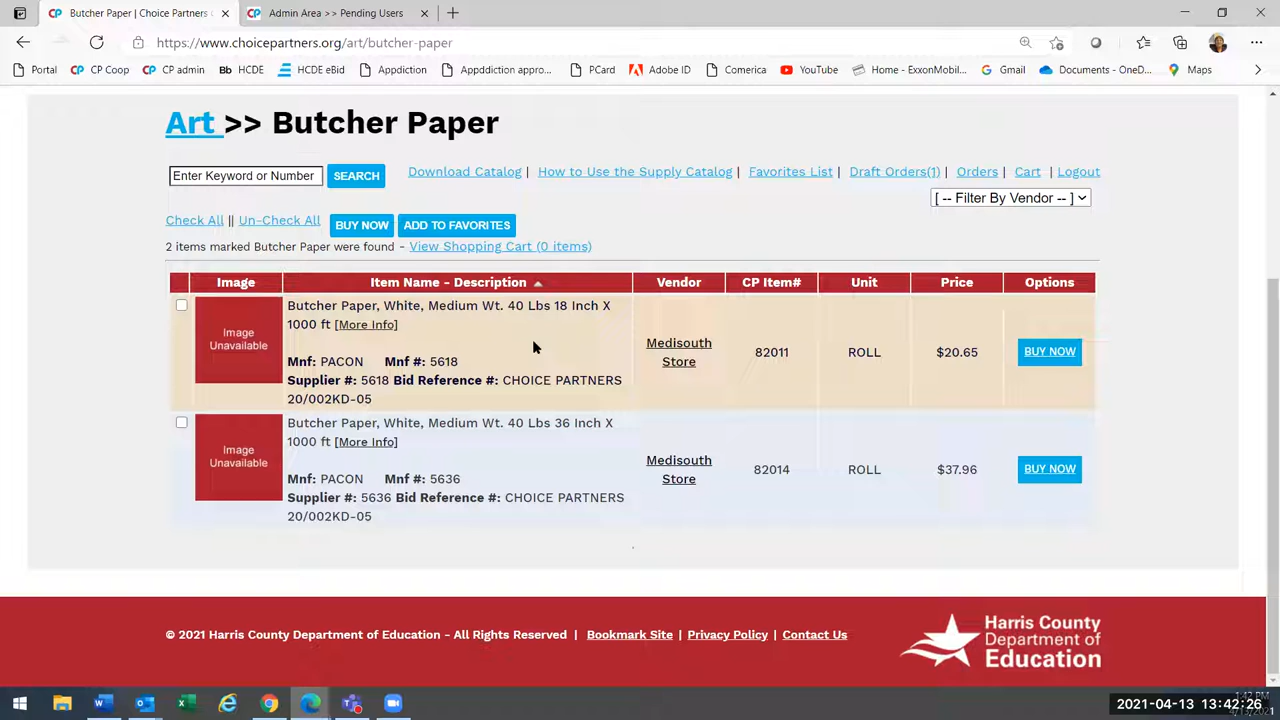 Butcher Paper | Choice Partners
Admin Area >> Pending Users
https://www.choicepartners.org/art/butcher-paper
Portal CP Coop CP admin Bb HCDE HCDE eBid Appdiction Appddiction appro... PCard Adobe ID Comerica YouTube Home - ExxonMobil... Gmail Documents - OneD... Maps
Art >> Butcher Paper
Enter Keyword or Number SEARCH Download Catalog | How to Use the Supply Catalog | Favorites List | Draft Orders(1) | Orders | Cart | Logout
[ -- Filter By Vendor -- ]
Check All || Un-Check All BUY NOW ADD TO FAVORITES
2 items marked Butcher Paper were found - View Shopping Cart (0 items)
Image Item Name - Description Vendor CP Item# Unit Price Options
Image Unavailable
Butcher Paper, White, Medium Wt. 40 Lbs 18 Inch X
1000 ft [More Info]
Mnf: PACON Mnf #: 5618
Supplier #: 5618 Bid Reference #: CHOICE PARTNERS
20/002KD-05
Medisouth
Store
82011 ROLL $20.65 BUY NOW
Image Unavailable
Butcher Paper, White, Medium Wt. 40 Lbs 36 Inch X
1000 ft [More Info]
Mnf: PACON Mnf #: 5636
Supplier #: 5636 Bid Reference #: CHOICE PARTNERS
20/002KD-05
Medisouth
Store
82014 ROLL $37.96 BUY NOW
© 2021 Harris County Department of Education - All Rights Reserved | Bookmark Site | Privacy Policy | Contact Us
Harris County
Department of
Education
2021-04-13 13:42:26